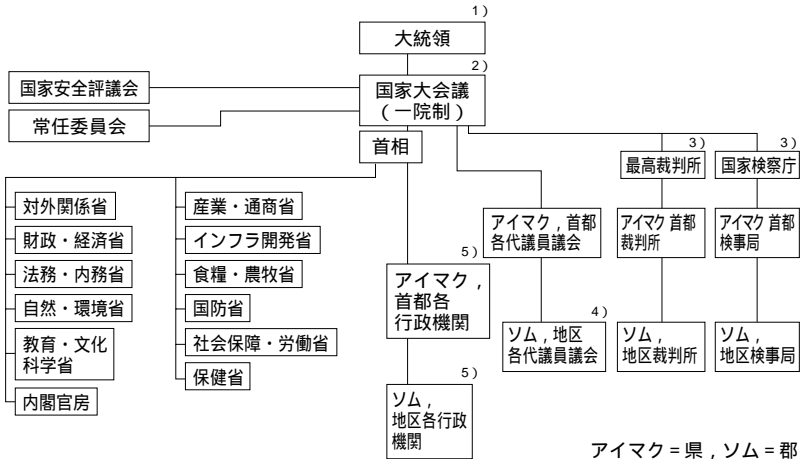 1)
大統領
2)
国家安全評議会
国家大会議
(一院制)
常任委員会
首相
3)
最高裁判所
3)
国家検察庁
対外関係省
財政・経済省
法務・内務省
自然・環境省
教育・文化
科学省
内閣官房
産業・通商省
インフラ開発省
食糧・農牧省
国防省
社会保障・労働省
保健省
5)
アイマク,
首都各
行政機関
5)
ソム,
地区各行政
機関
アイマク,首都
各代議員議会
4)
ソム,地区
各代議員議会
アイマク 首都
裁判所
ソム,
地区裁判所
アイマク 首都
検事局
ソム,
地区検事局
アイマク=県,ソム=郡